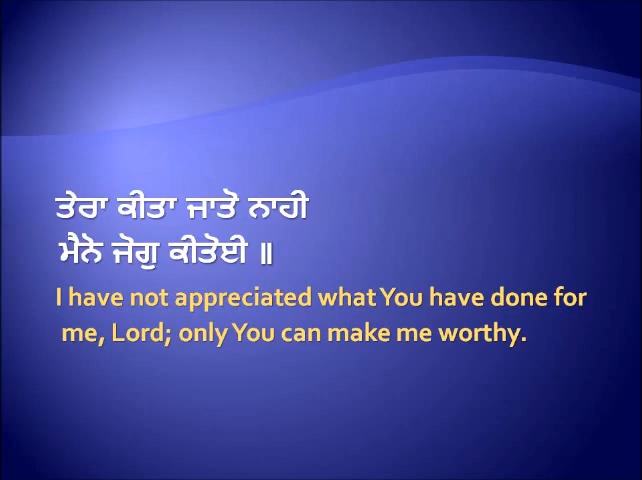 ਤੇਰਾ ਕੀਤਾ ਜਾਤੋ ਨਾਹੀ
ਮੈਨੋ ਜੋਗੁ ਕੀਤੋਈ ॥
I have not appreciated what You have done for
me, Lord; only You can make me worthy.